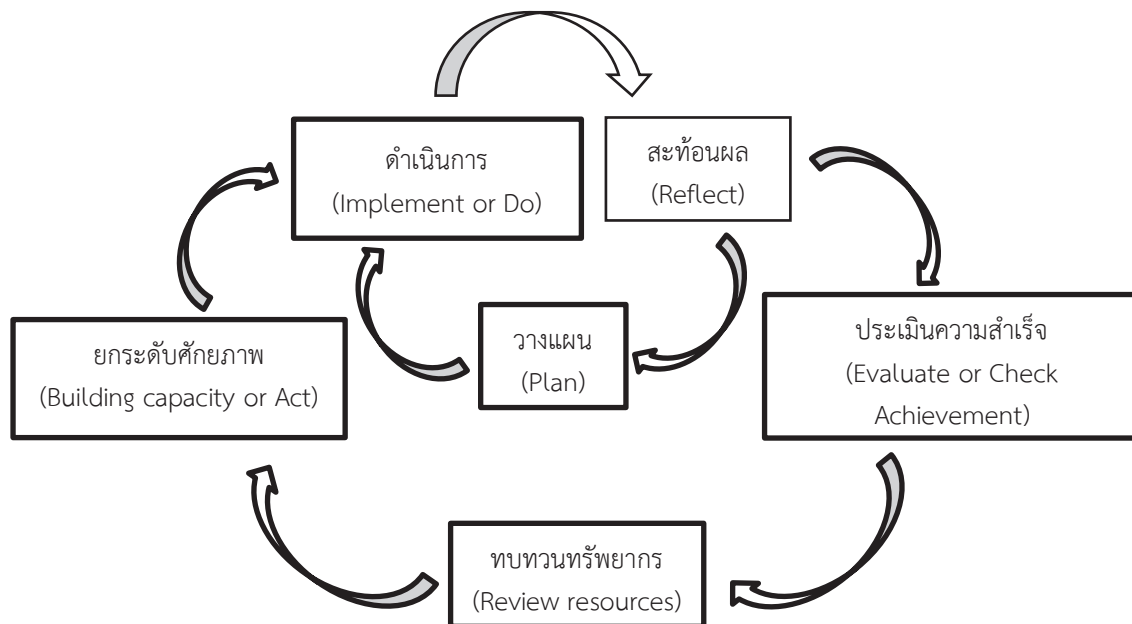 ดำเนินการ
(Implement or Do)
สะท้อนผล
(Reflect)
ยกระดับศักยภาพ
(Building capacity or Act)
วางแผน
(Plan)
ประเมินความสำเร็จ
(Evaluate or Check
Achievement)
ทบทวนทรัพยากร
(Review resources)